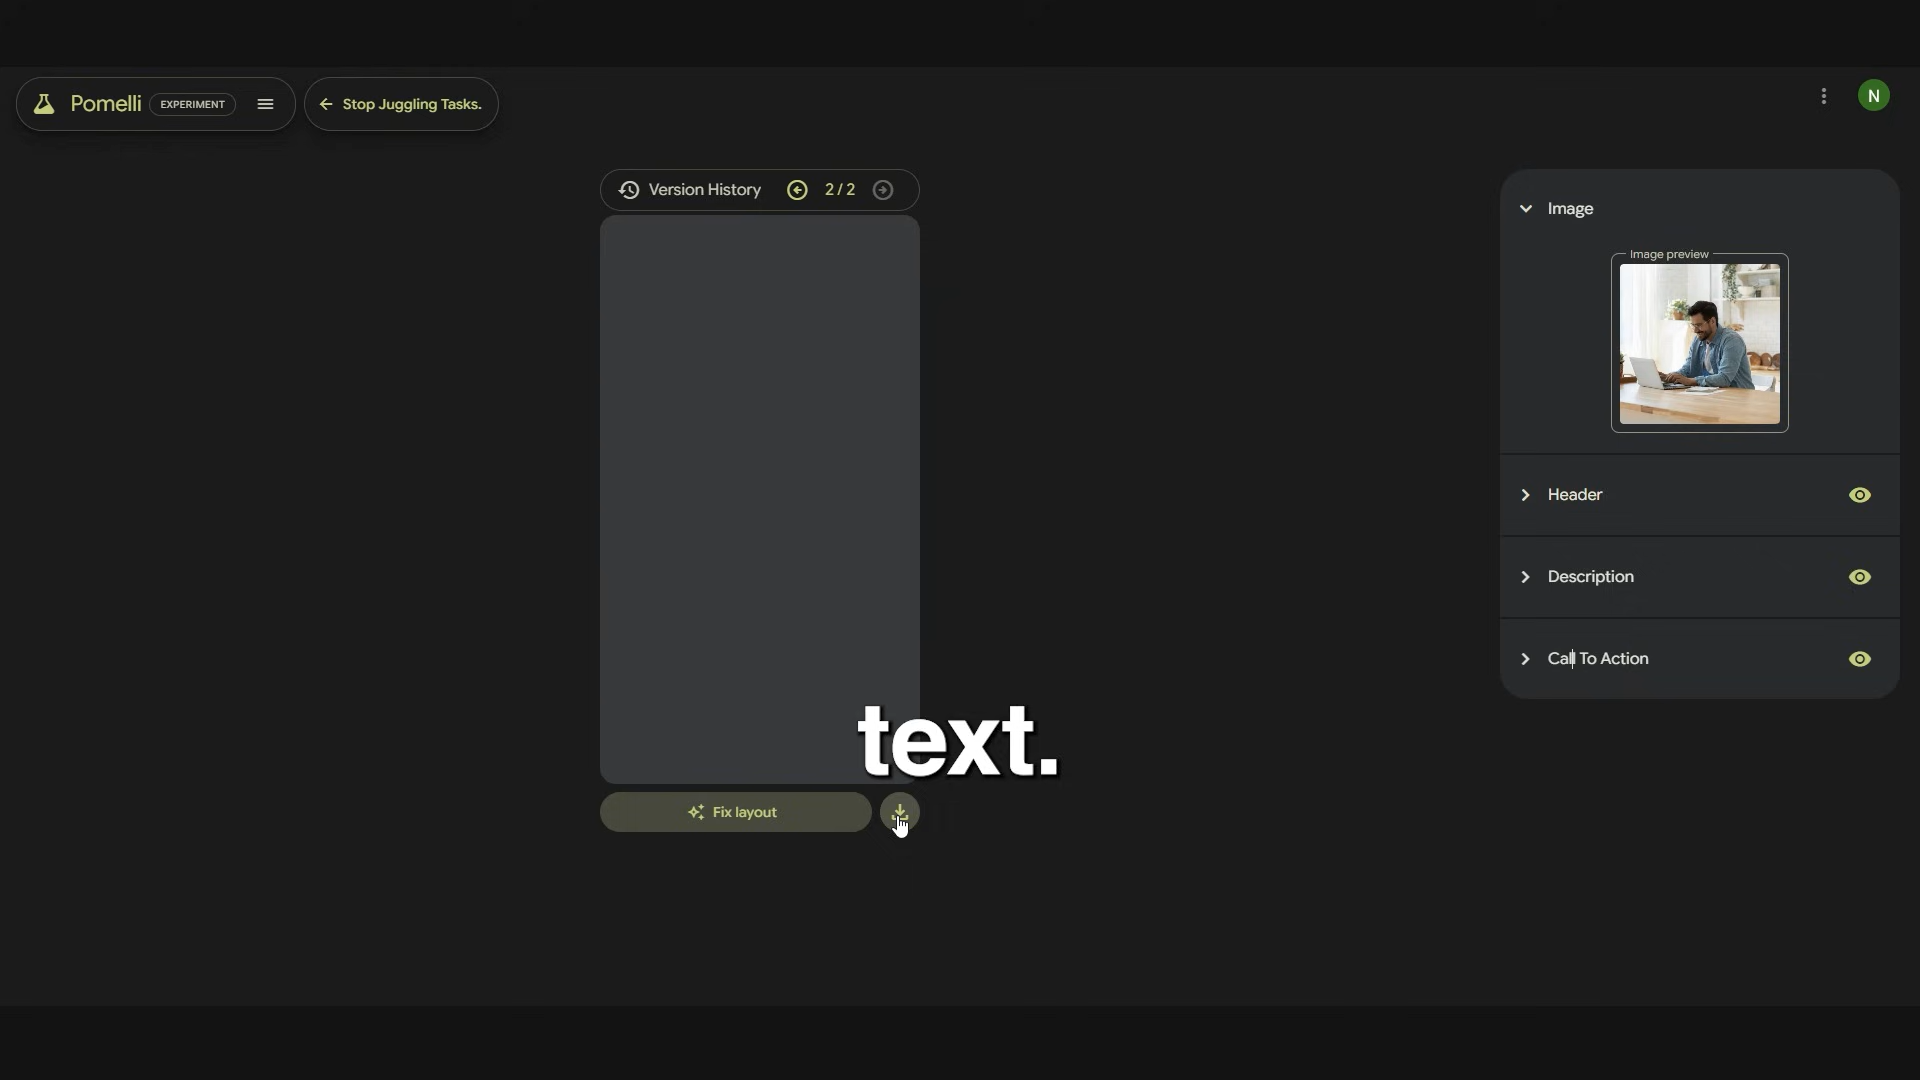 Pomelli EXPERIMENT
Stop Juggling Tasks.
N
Version History 2 / 2
Image
Image preview
Header
Description
Call To Action
text.
Fix layout